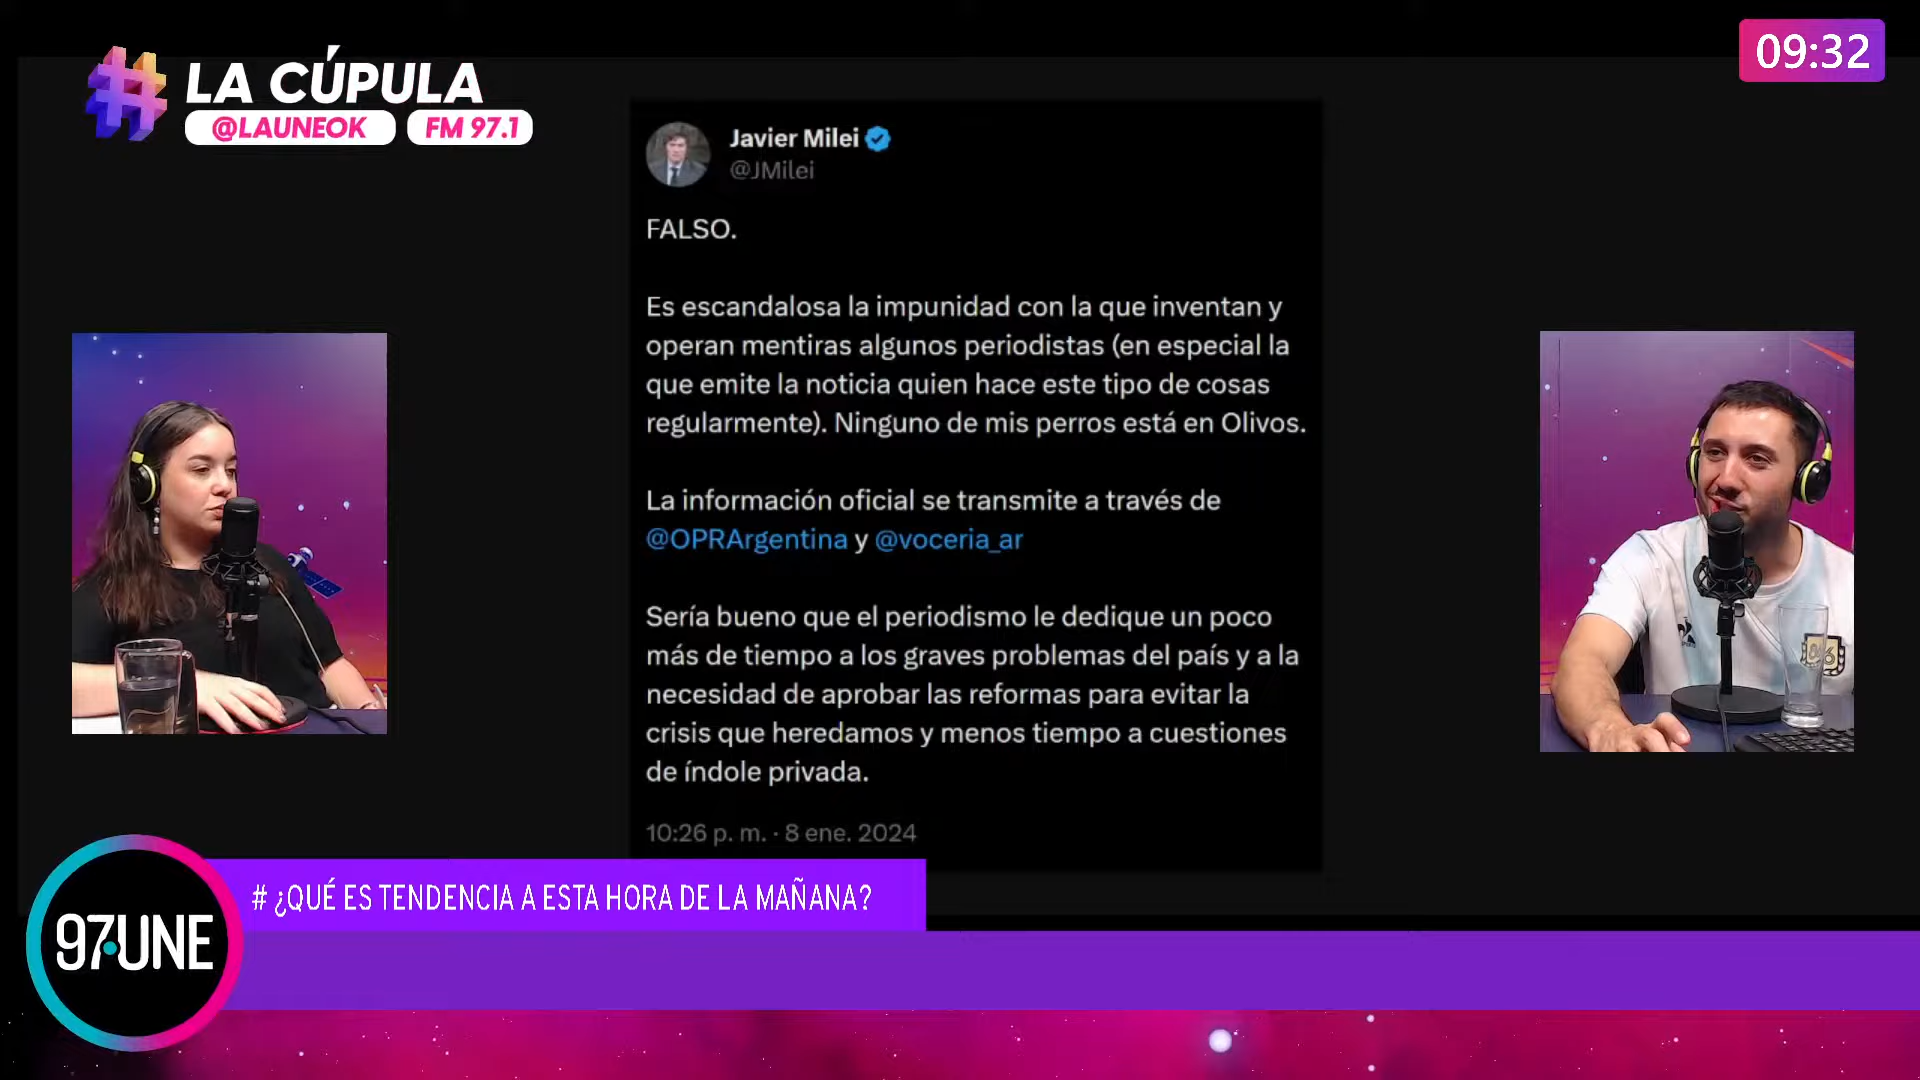 # LA CÚPULA
@LAUNEOK FM 97.1
09:32
Javier Milei
@JMilei
FALSO.
Es escandalosa la impunidad con la que inventan y
operan mentiras algunos periodistas (en especial la
que emite la noticia quien hace este tipo de cosas
regularmente). Ninguno de mis perros está en Olivos.
La información oficial se transmite a través de
@OPRArgentina y @voceria_ar
Sería bueno que el periodismo le dedique un poco
más de tiempo a los graves problemas del país y a la
necesidad de aprobar las reformas para evitar la
crisis que heredamos y menos tiempo a cuestiones
de índole privada.
10:26 p. m. · 8 ene. 2024
# ¿QUÉ ES TENDENCIA A ESTA HORA DE LA MAÑANA?
97.UNE